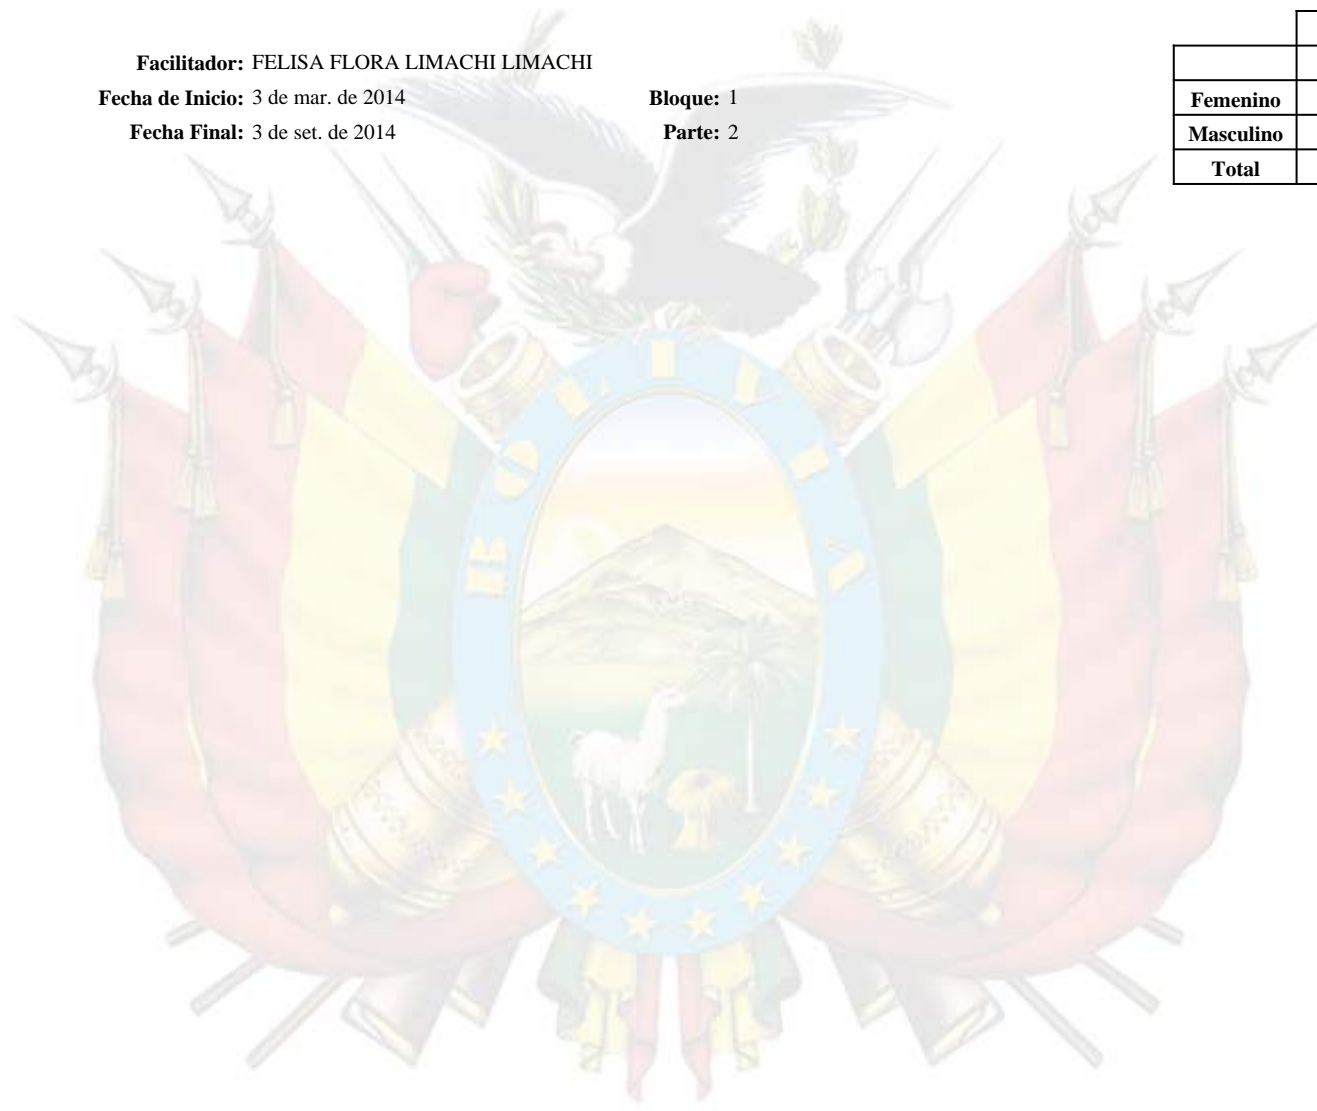 Facilitador: FELISA FLORA LIMACHI LIMACHI
Fecha de Inicio: 3 de mar. de 2014 Bloque: 1
Fecha Final: 3 de set. de 2014 Parte: 2
Femenino
Masculino
Total
BOLIVIA